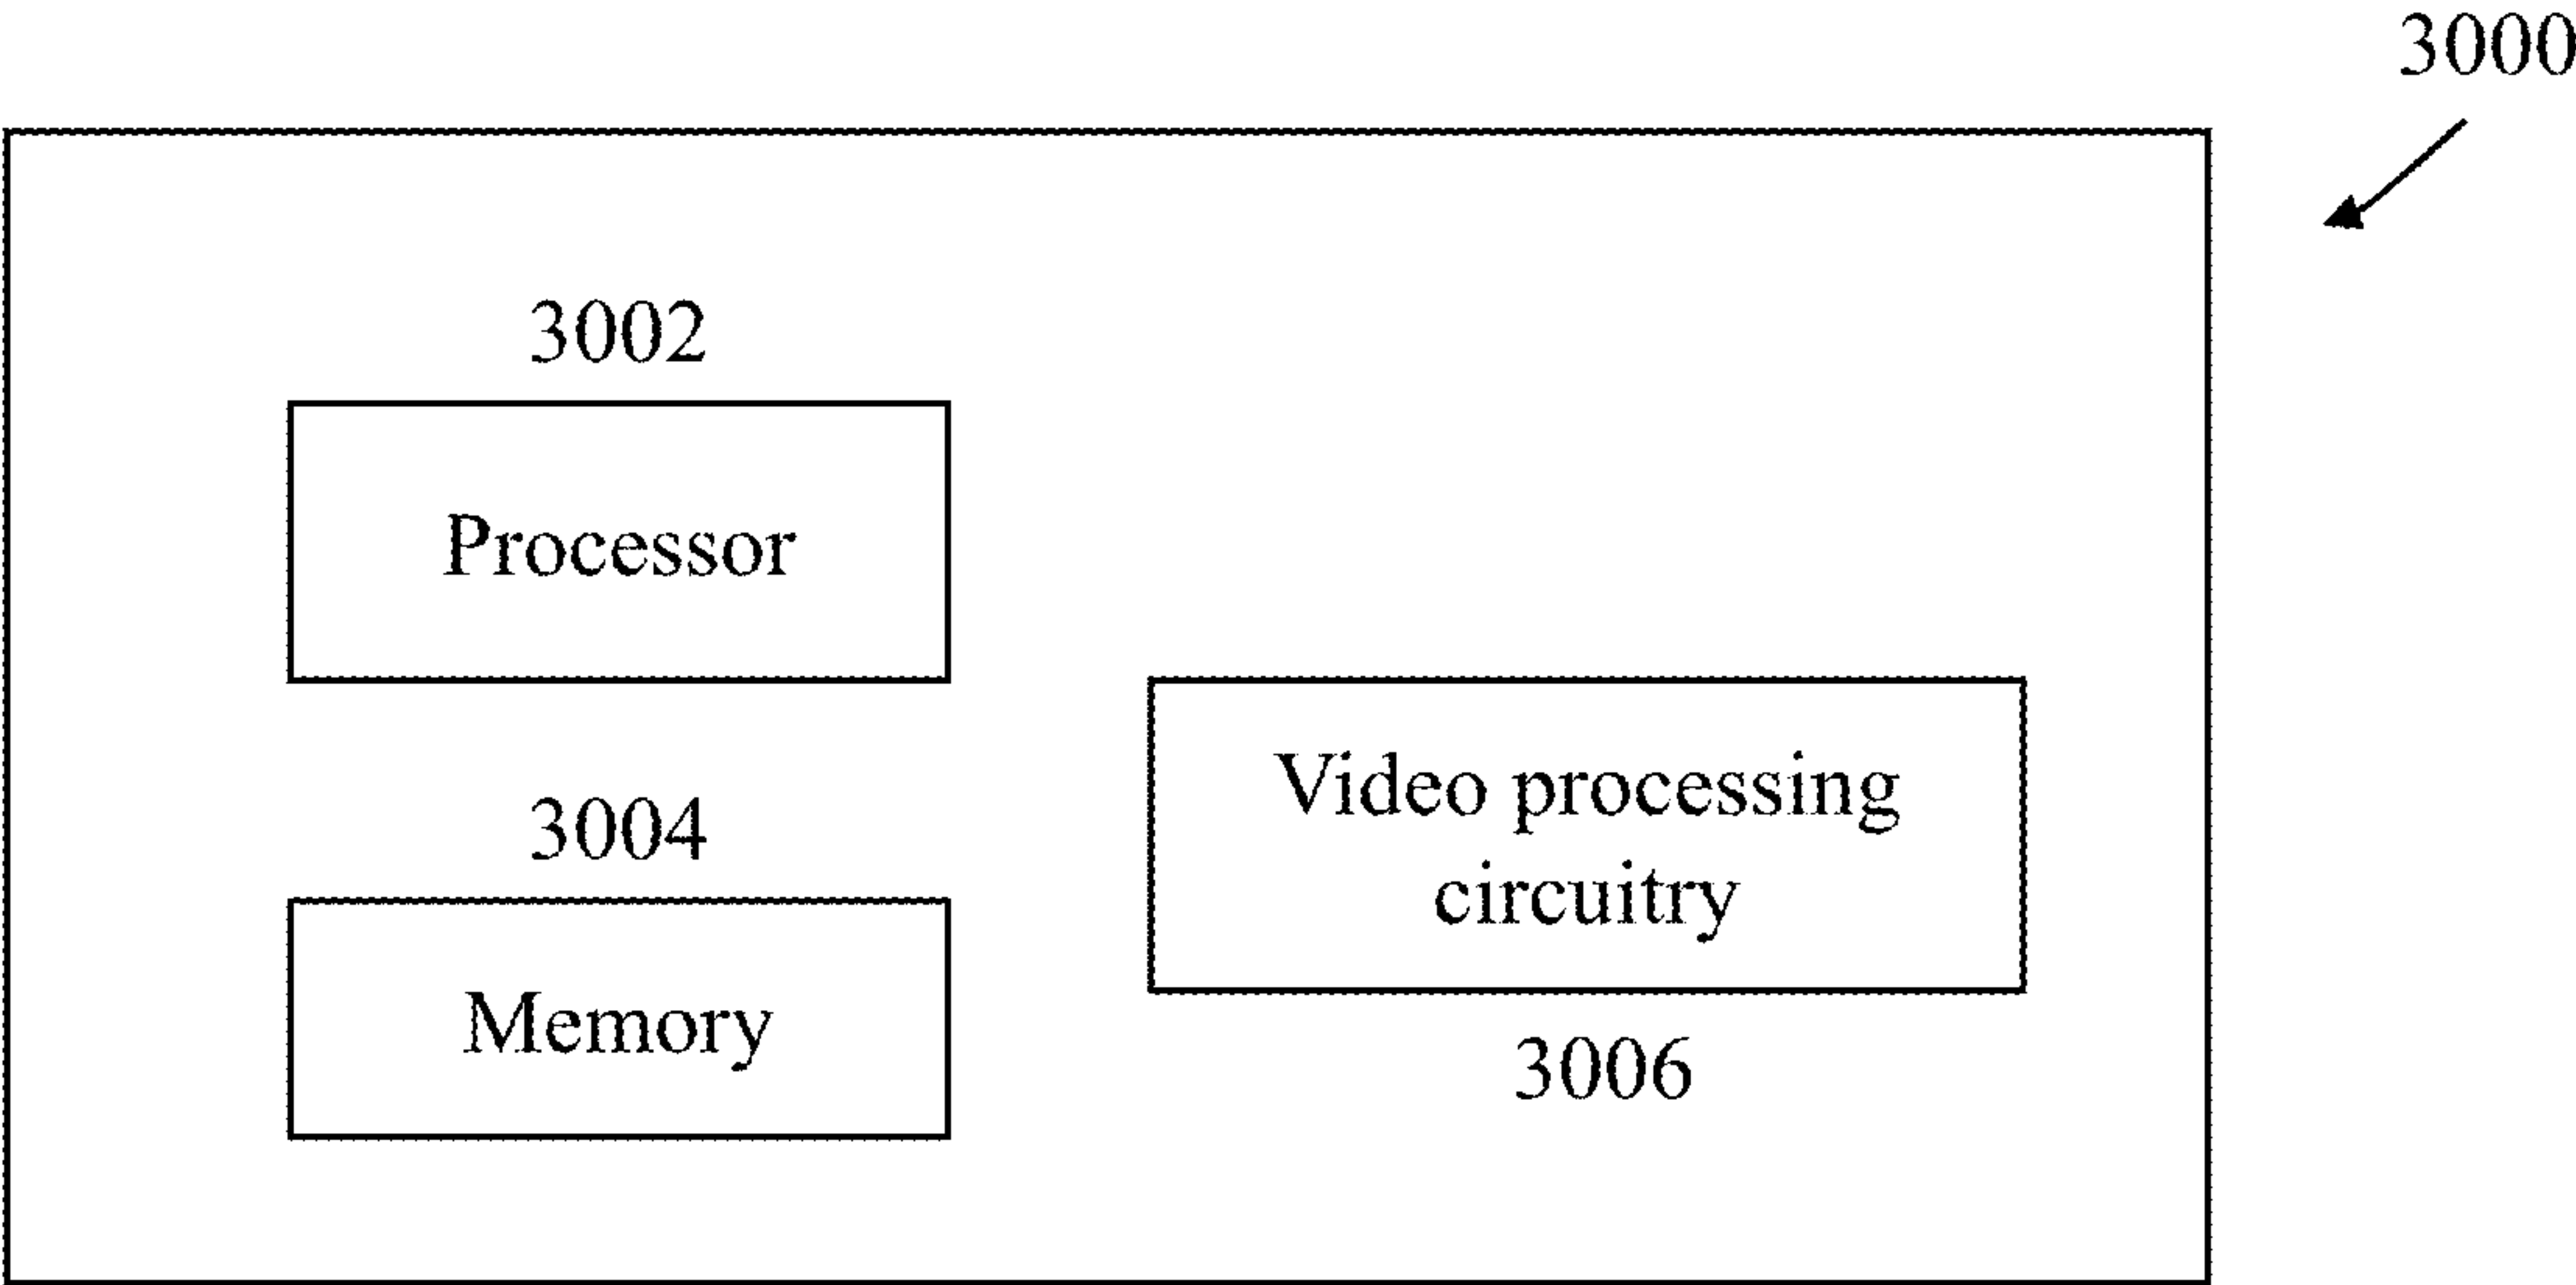 3000
3002
Processor
3004
Memory
Video processing
circuitry
3006